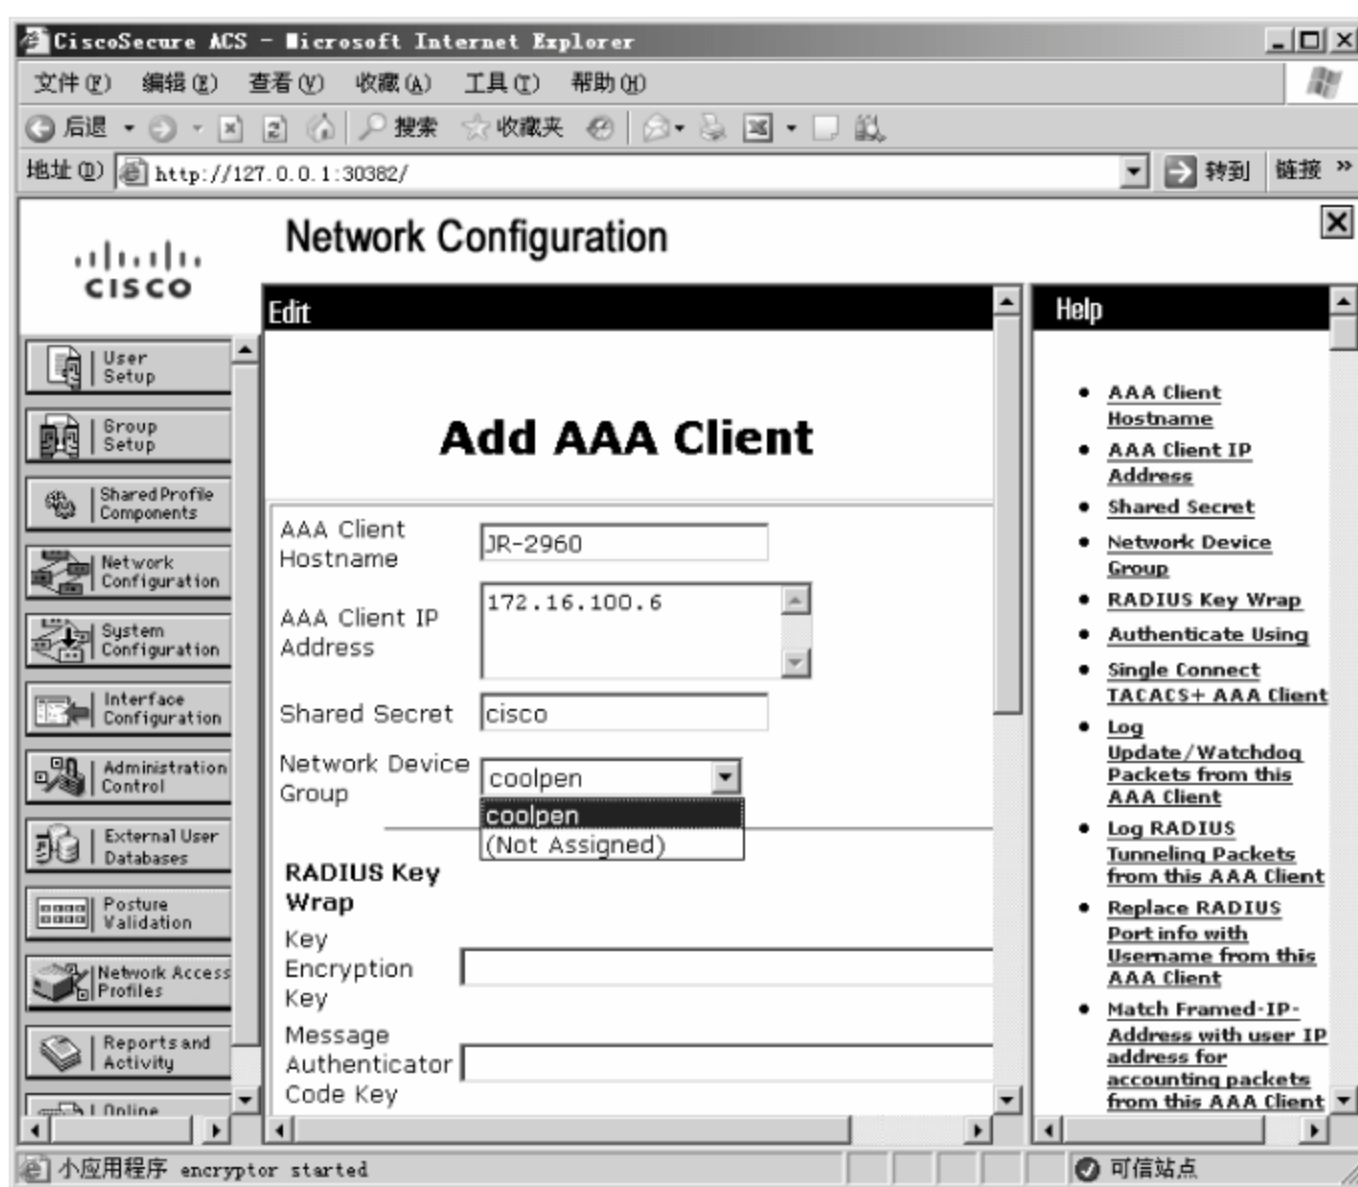 CiscoSecure ACS - Microsoft Internet Explorer
文件(F) 编辑(E) 查看(V) 收藏(A) 工具(T) 帮助(H)
后退 搜索 收藏夹
地址(D) http://127.0.0.1:30382/ 转到 链接 »
CISCO
Network Configuration
User
Setup
Group
Setup
Shared Profile
Components
Network
Configuration
System
Configuration
Interface
Configuration
Administration
Control
External User
Databases
Posture
Validation
Network Access
Profiles
Reports and
Activity
Online
Edit
Add AAA Client
AAA Client
Hostname
JR-2960
AAA Client IP
Address
172.16.100.6
Shared Secret
cisco
Network Device
Group
coolpen
coolpen
(Not Assigned)
RADIUS Key
Wrap
Key
Encryption
Key
Message
Authenticator
Code Key
Help
AAA Client
Hostname
AAA Client IP
Address
Shared Secret
Network Device
Group
RADIUS Key Wrap
Authenticate Using
Single Connect
TACACS+ AAA Client
Log
Update/Watchdog
Packets from this
AAA Client
Log RADIUS
Tunneling Packets
from this AAA Client
Replace RADIUS
Port info with
Username from this
AAA Client
Match Framed-IP-
Address with user IP
address for
accounting packets
from this AAA Client
小应用程序 encryptor started
可信站点